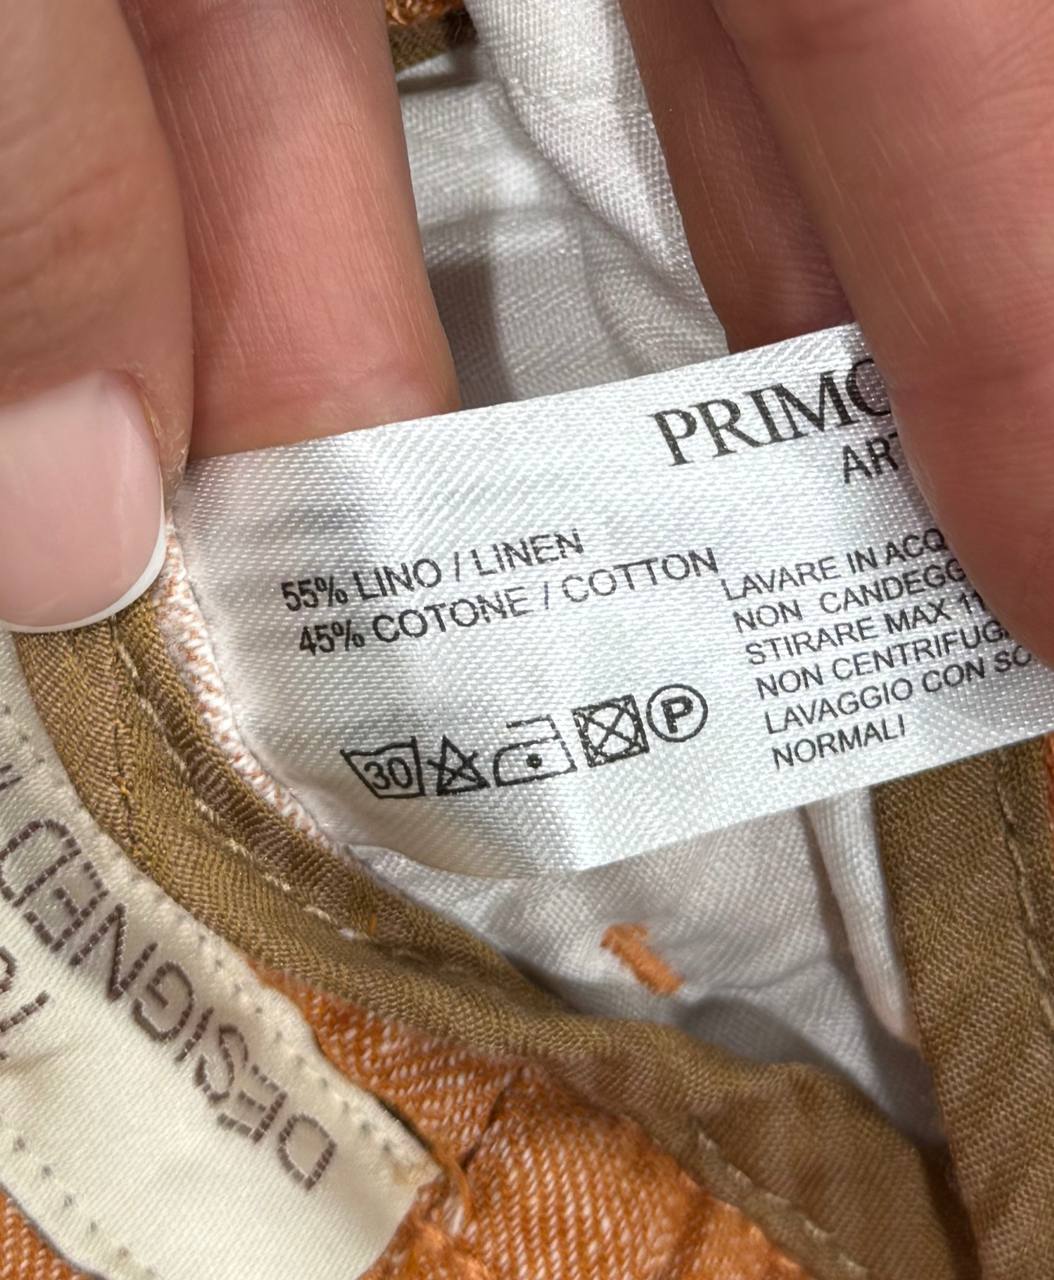 PRIMO
ART
55% LINO / LINEN
45% COTONE / COTTON
LAVARE IN ACQ
NON CANDEGG
STIRARE MAX 11
NON CENTRIFUG
LAVAGGIO CON SO
NORMALI
30
P
DESIGNED